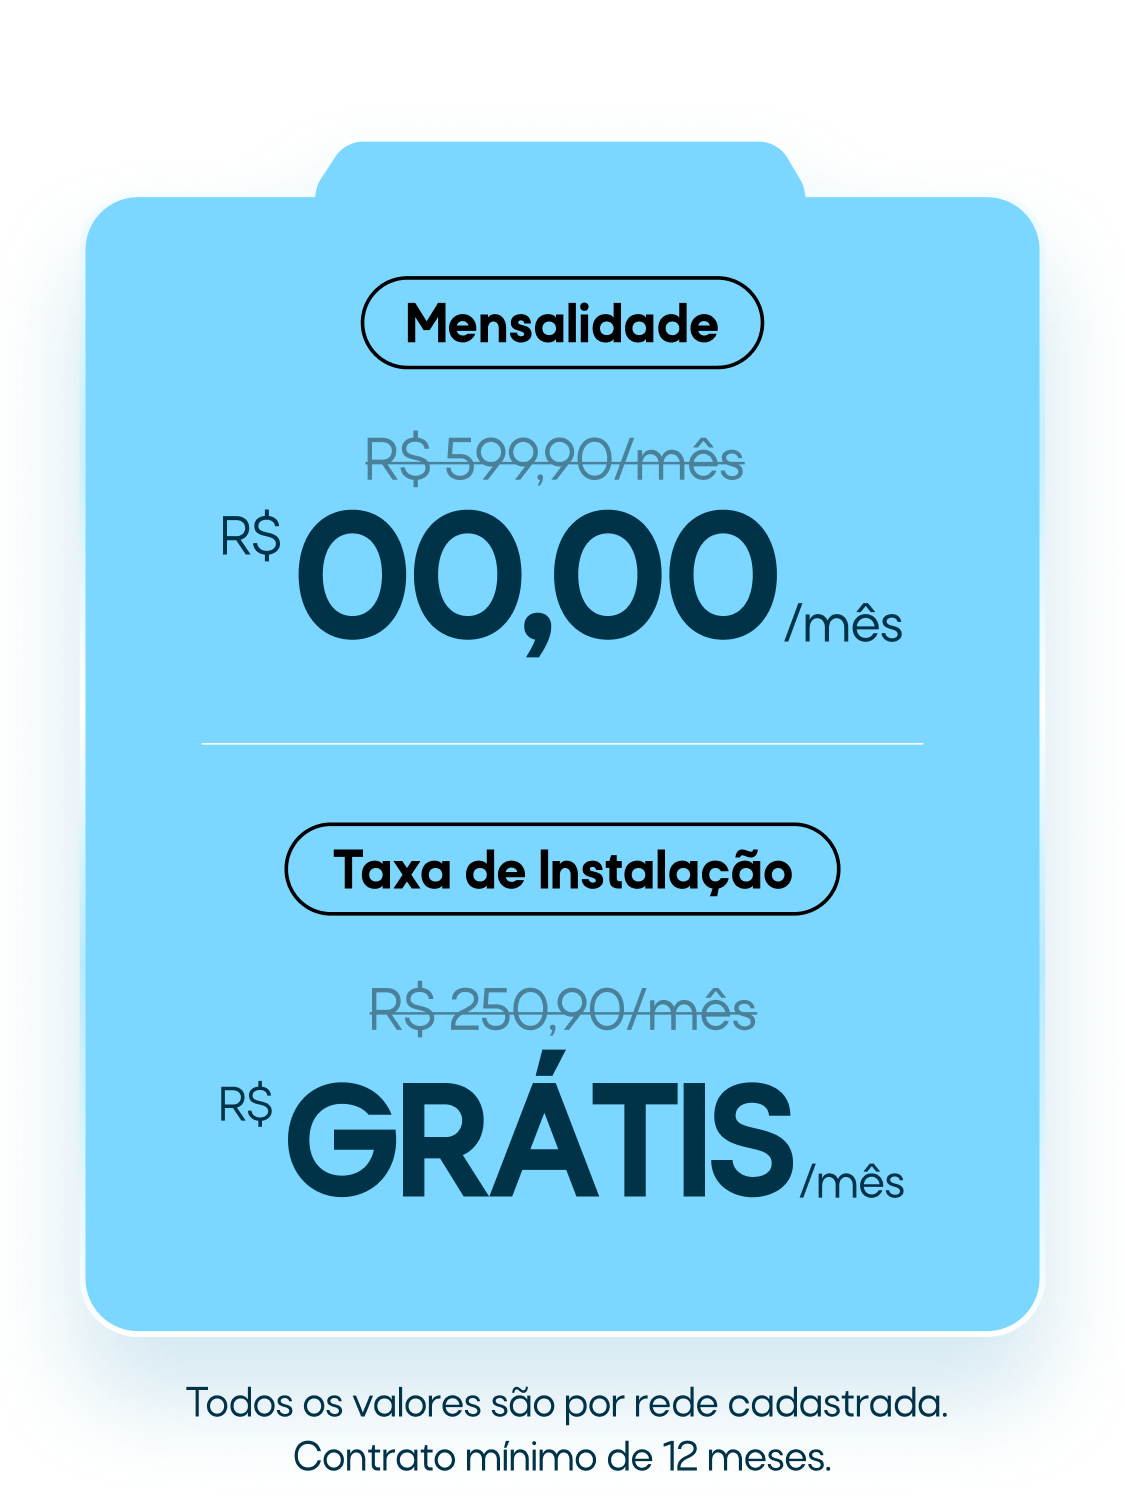 Mensalidade
R$ 599,90/mês
R$ 00,00 /mês
Taxa de Instalação
R$ 250,90/mês
R$ GRÁTIS /mês
Todos os valores são por rede cadastrada.
Contrato mínimo de 12 meses.